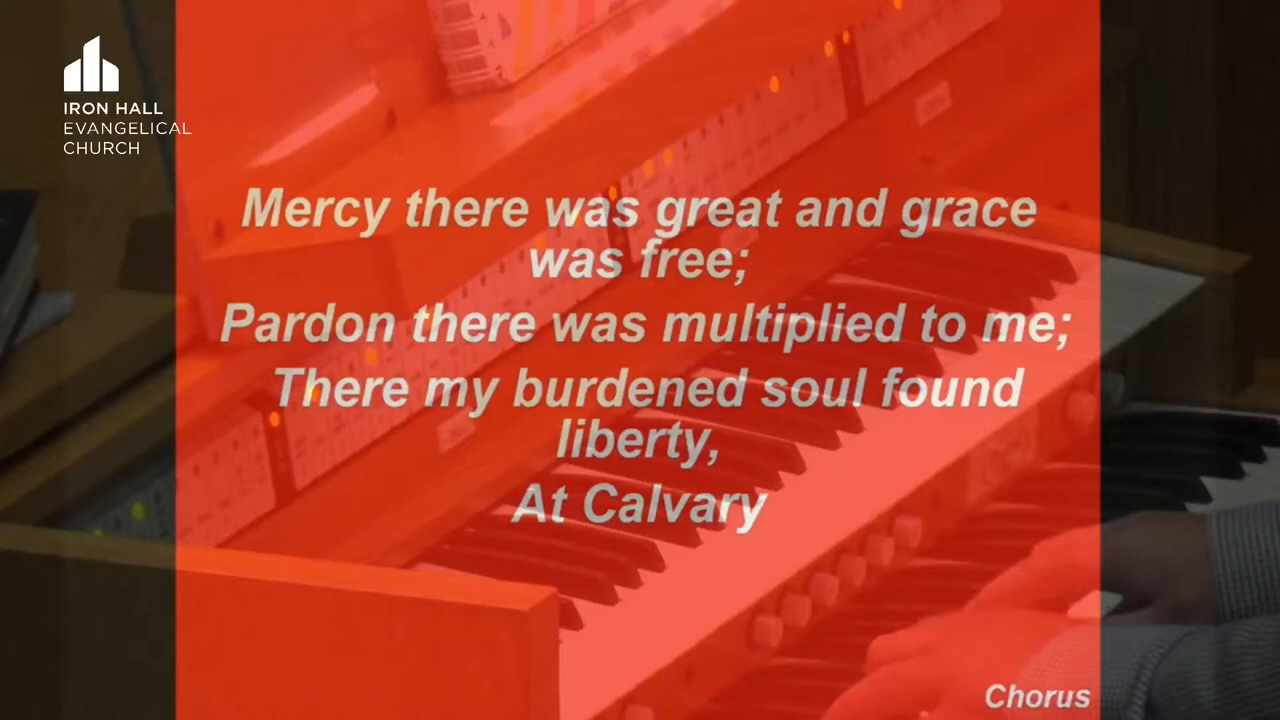 IRON HALL
EVANGELICAL
CHURCH
Mercy there was great and grace
was free;
Pardon there was multiplied to me;
There my burdened soul found
liberty,
At Calvary
Chorus